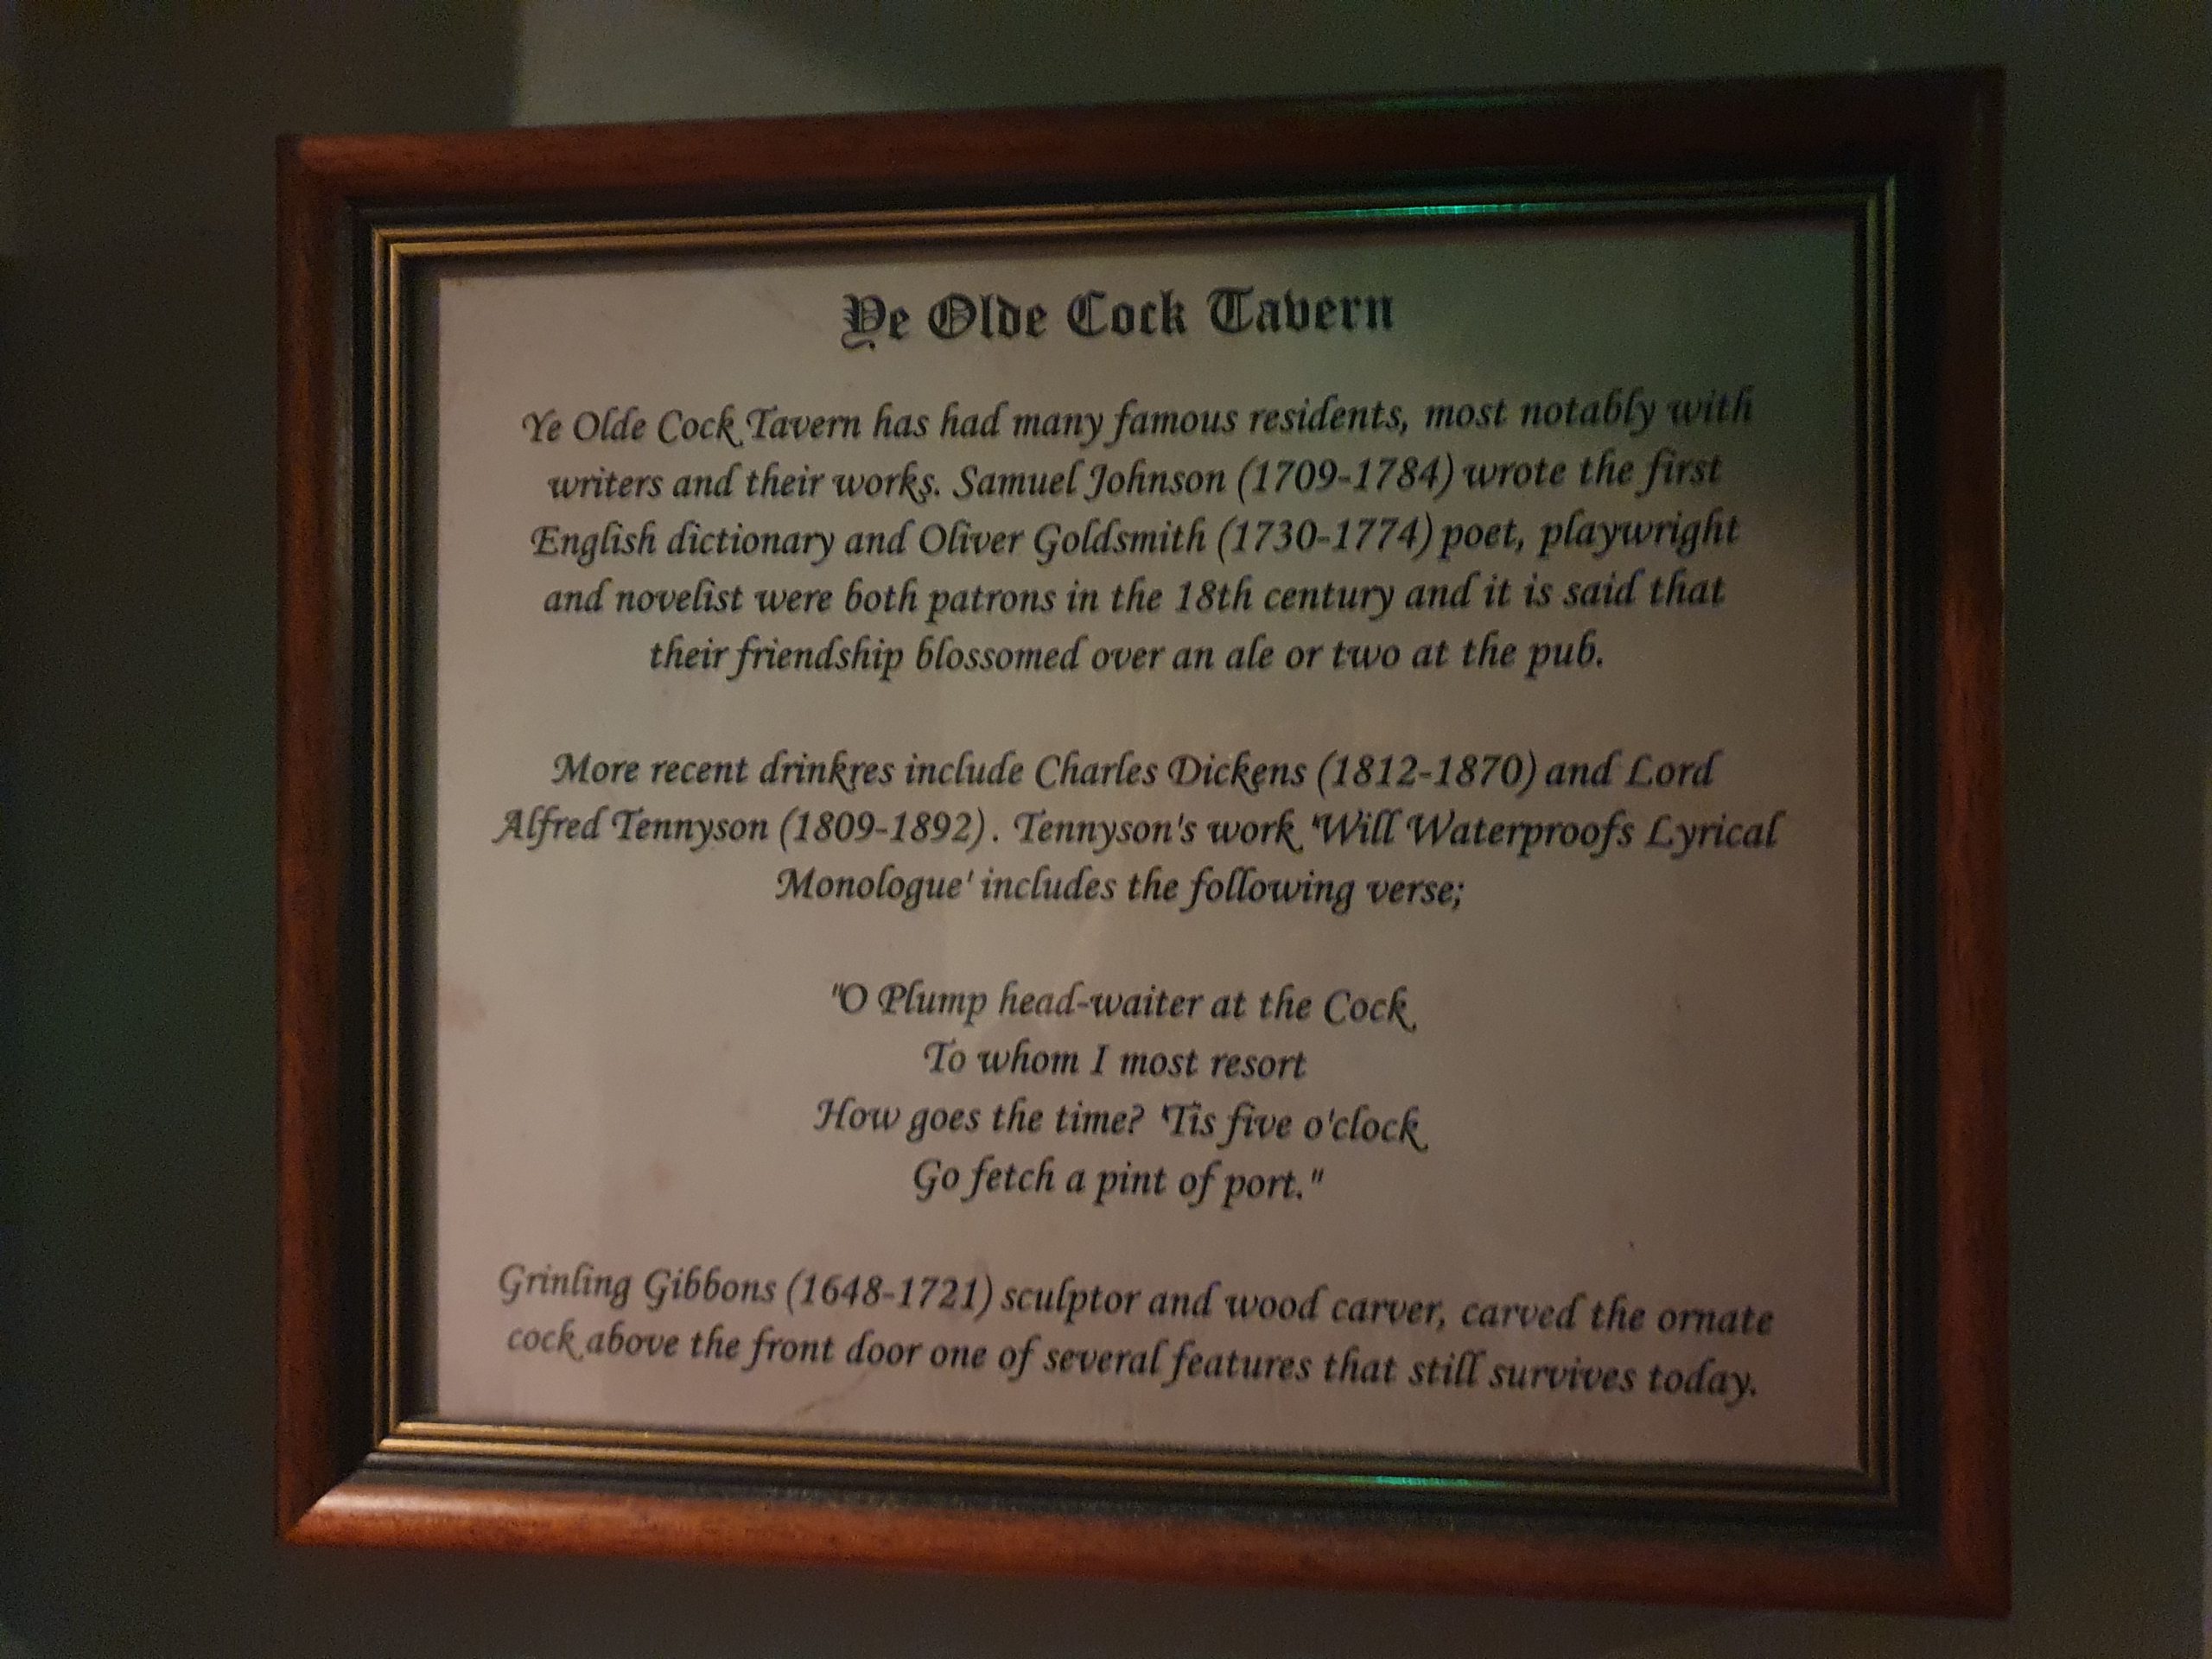 Ye Olde Cock Tavern
Ye Olde Cock Tavern has had many famous residents, most notably with
writers and their works. Samuel Johnson (1709-1784) wrote the first
English dictionary and Oliver Goldsmith (1730-1774) poet, playwright
and novelist were both patrons in the 18th century and it is said that
their friendship blossomed over an ale or two at the pub.
More recent drinkres include Charles Dickens (1812-1870) and Lord
Alfred Tennyson (1809-1892). Tennyson's work 'Will Waterproofs Lyrical
Monologue' includes the following verse;
"O Plump head-waiter at the Cock
To whom I most resort
How goes the time? 'Tis five o'clock
Go fetch a pint of port."
Grinling Gibbons (1648-1721) sculptor and wood carver, carved the ornate
cock above the front door one of several features that still survives today.